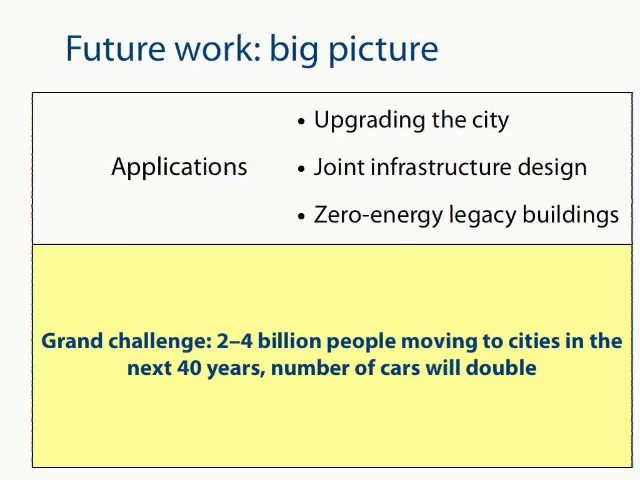 Future work: big picture
Applications
• Upgrading the city
• Joint infrastructure design
• Zero-energy legacy buildings
Grand challenge: 2–4 billion people moving to cities in the
next 40 years, number of cars will double